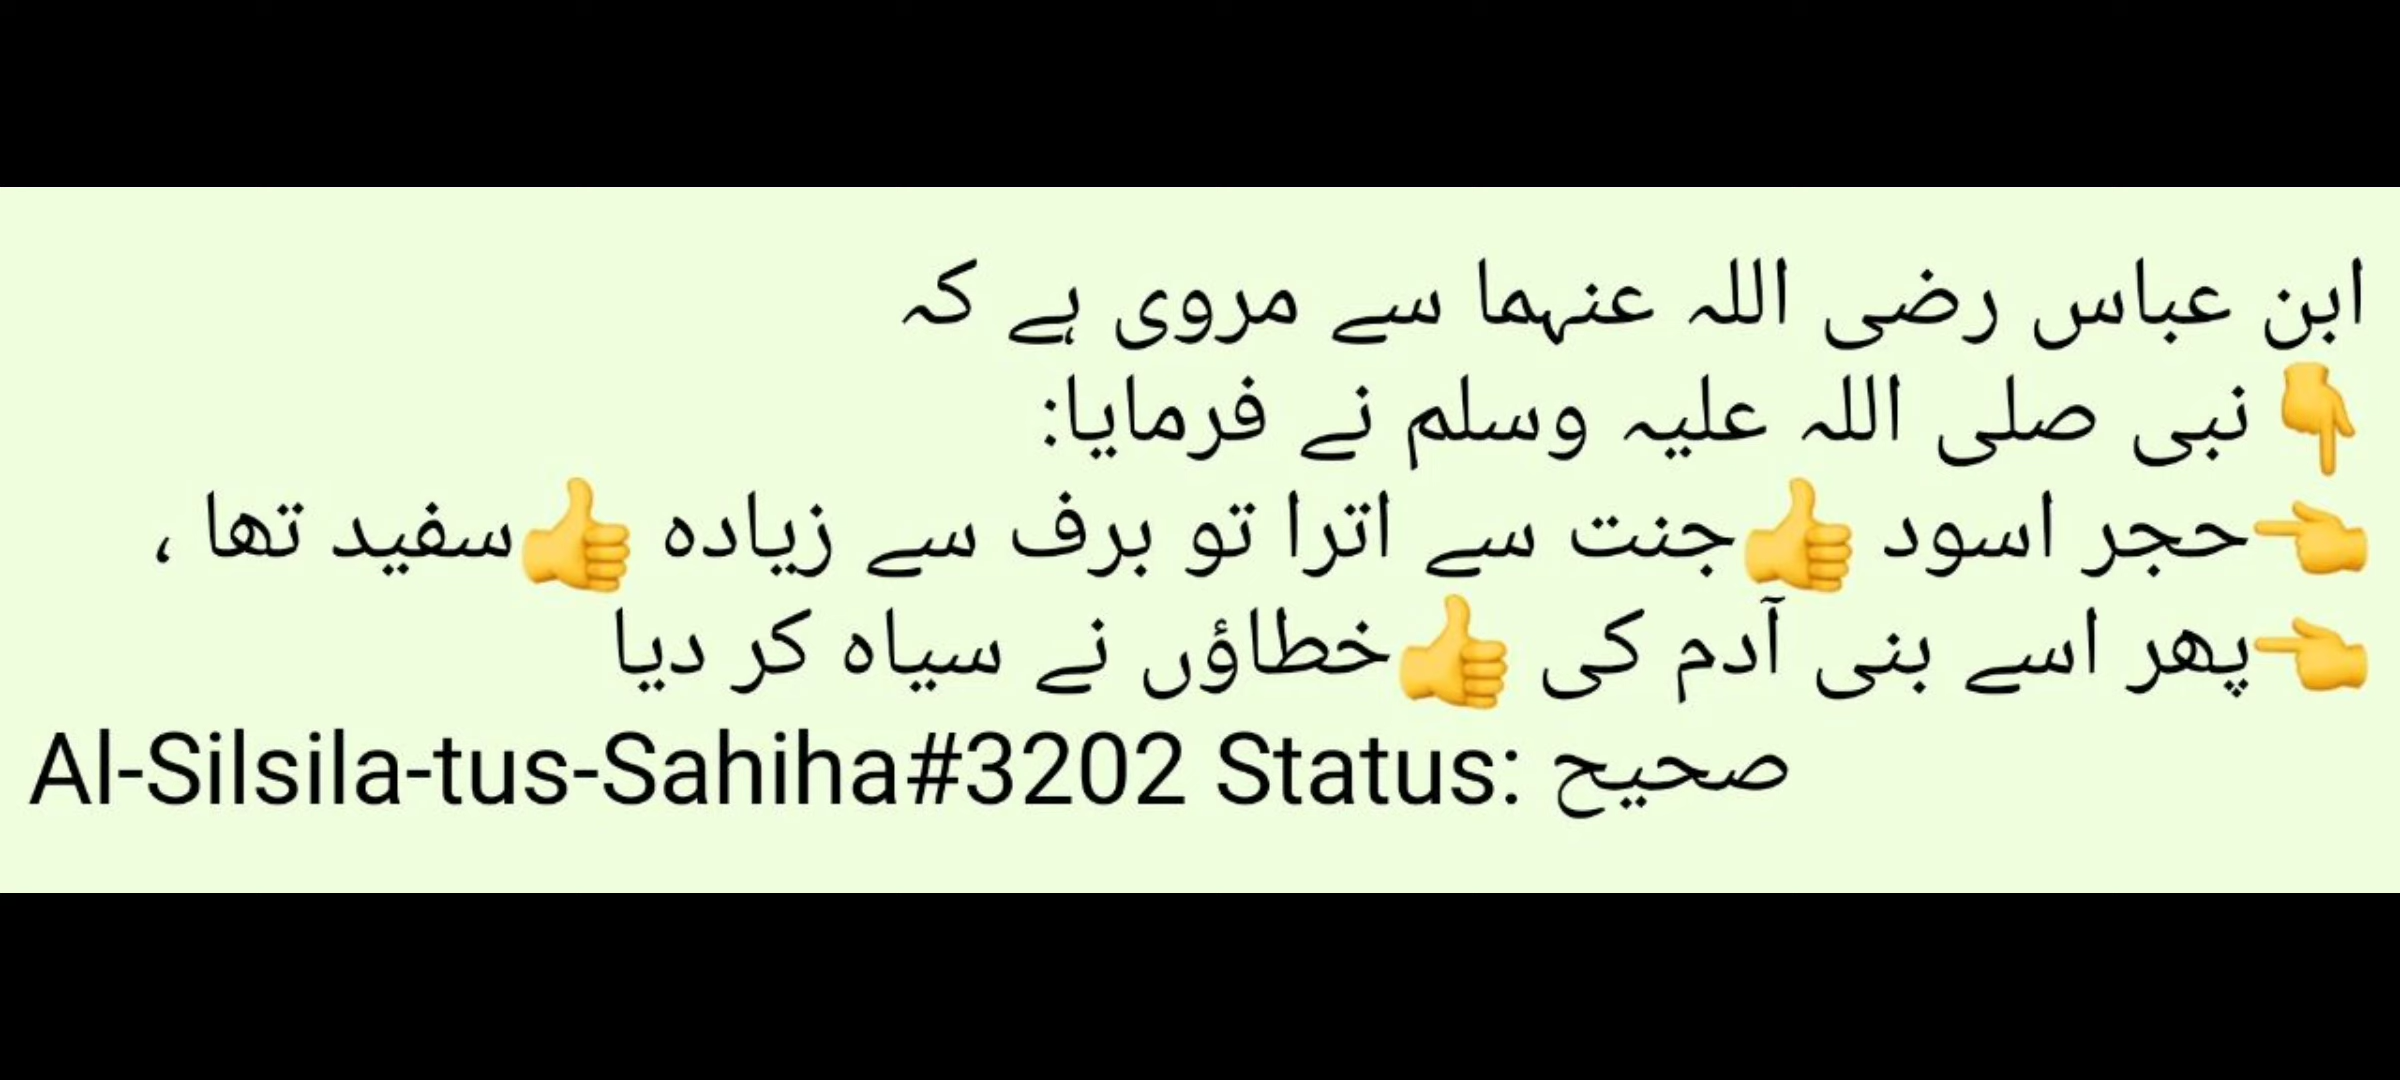 ابن عباس رضی اللہ عنہما سے مروی ہے کہ
👇نبی صلی اللہ علیہ وسلم نے فرمایا:
👈حجر اسود 👍جنت سے اترا تو برف سے زیادہ 👍سفید تھا ،
👈پھر اسے بنی آدم کی 👍خطاؤں نے سیاہ کر دیا
Al-Silsila-tus-Sahiha#3202 Status: صحیح